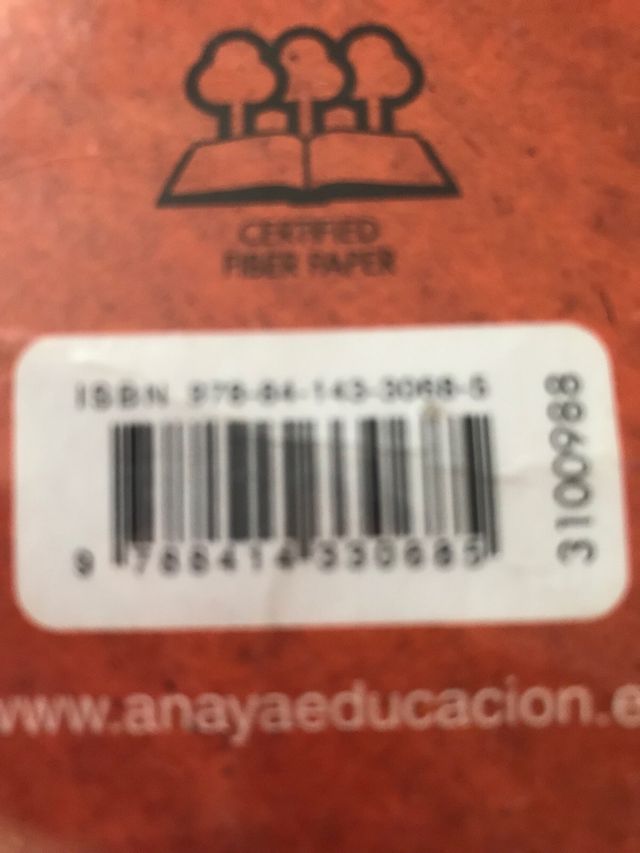 CERTIFIED
FIBER PAPER
ISBN 978-84-143-3068-5
9 788414 330685
3100988
www.anayaeducacion.e